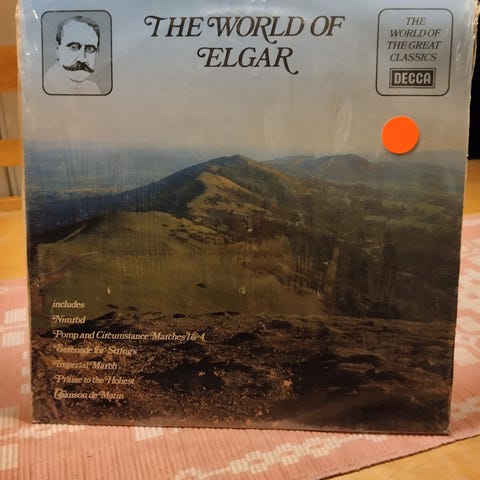 THE WORLD OF
ELGAR
THE
WORLD OF
THE GREAT
CLASSICS
DECCA
includes
Nimrod
Pomp and Circumstance Marches 1&4
Serenade for Strings
Imperial March
Praise to the Holiest
Chanson de Matin